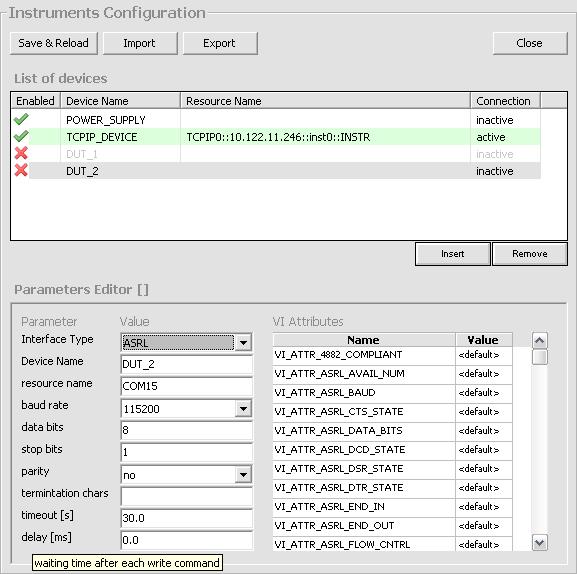 Instruments Configuration
Save & Reload Import Export Close
List of devices
Enabled Device Name Resource Name Connection
POWER_SUPPLY inactive
TCPIP_DEVICE TCPIP0::10.122.11.246::inst0::INSTR active
DUT_1 inactive
DUT_2 inactive
Insert Remove
Parameters Editor []
Parameter Value VI Attributes
Interface Type ASRL Name Value
Device Name DUT_2 VI_ATTR_4882_COMPLIANT <default>
resource name COM15 VI_ATTR_ASRL_AVAIL_NUM <default>
baud rate 115200 VI_ATTR_ASRL_BAUD <default>
data bits 8 VI_ATTR_ASRL_CTS_STATE <default>
stop bits 1 VI_ATTR_ASRL_DATA_BITS <default>
parity no VI_ATTR_ASRL_DCD_STATE <default>
termintation chars VI_ATTR_ASRL_DSR_STATE <default>
timeout [s] 30.0 VI_ATTR_ASRL_DTR_STATE <default>
delay [ms] 0.0 VI_ATTR_ASRL_END_IN <default>
VI_ATTR_ASRL_END_OUT <default>
VI_ATTR_ASRL_FLOW_CNTRL <default>
waiting time after each write command